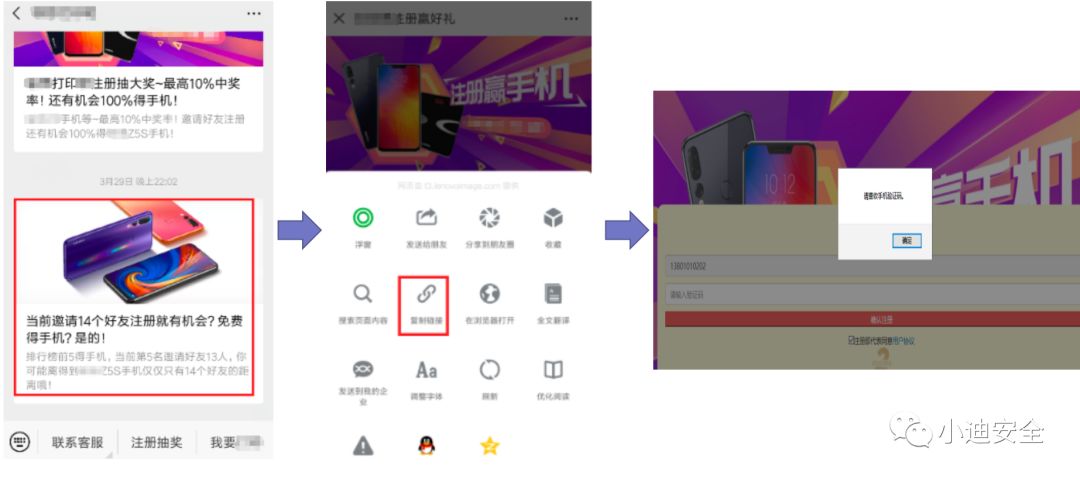 打印
注册抽大奖~最高10%中奖
率！还有机会100%得手机！
手机等~最高10%中奖率！邀请好友注册
还有机会100%得
Z5S手机！
3月29日 晚上22:02
当前邀请14个好友注册就有机会？免费
得手机？是的！
排行榜前5得手机，当前第5名邀请好友13人，你
可能离得到
Z5S手机仅仅只有14个好友的距
离哦！
联系客服
注册抽奖
我要
注册赢好礼
注册赢手机
网页由
.lenovoimage.com 提供
浮窗
发送给朋友
分享到朋友圈
收藏
搜索页面内容
复制链接
在浏览器打开
全文翻译
发送到我的企
业
Aa
调整字体
刷新
优化阅读
10:12
手机
请查收手机验证码。
确定
13801010202
请输入验证码
确认注册
注册即代表同意用户协议
小迪安全